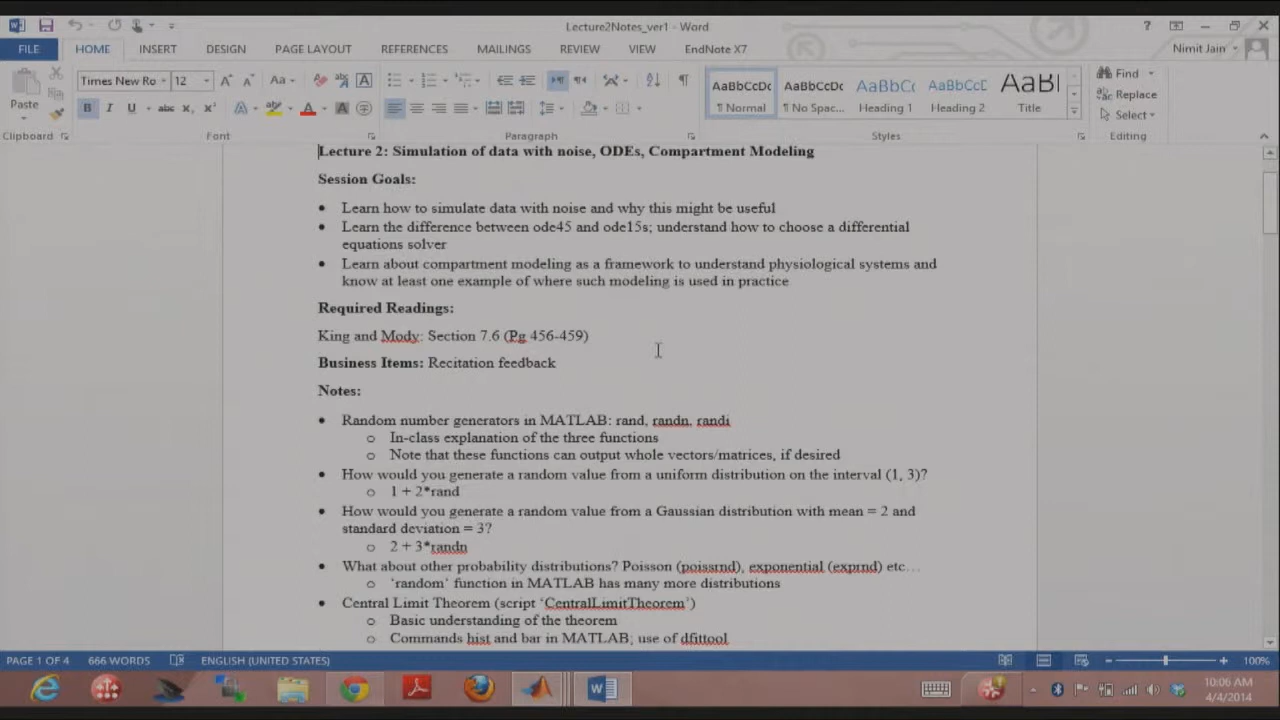 Lecture2Notes_ver1 - Word
FILE HOME INSERT DESIGN PAGE LAYOUT REFERENCES MAILINGS REVIEW VIEW EndNote X7
Nimit Jain
Times New Ro 12
Paste
Find
Replace
Select
AaBbCcDc AaBbCcDc AaBbCc AaBbCcD AaBl
¶ Normal ¶ No Spac... Heading 1 Heading 2 Title
Clipboard Font Paragraph Styles Editing
Lecture 2: Simulation of data with noise, ODEs, Compartment Modeling
Session Goals:
• Learn how to simulate data with noise and why this might be useful
• Learn the difference between ode45 and ode15s; understand how to choose a differential
equations solver
• Learn about compartment modeling as a framework to understand physiological systems and
know at least one example of where such modeling is used in practice
Required Readings:
King and Mody: Section 7.6 (Pg 456-459)
Business Items: Recitation feedback
Notes:
• Random number generators in MATLAB: rand, randn, randi
o In-class explanation of the three functions
o Note that these functions can output whole vectors/matrices, if desired
• How would you generate a random value from a uniform distribution on the interval (1, 3)?
o 1 + 2*rand
• How would you generate a random value from a Gaussian distribution with mean = 2 and
standard deviation = 3?
o 2 + 3*randn
• What about other probability distributions? Poisson (poissrnd), exponential (exprnd) etc…
o 'random' function in MATLAB has many more distributions
• Central Limit Theorem (script 'CentralLimitTheorem')
o Basic understanding of the theorem
o Commands hist and bar in MATLAB; use of dfittool
PAGE 1 OF 4 666 WORDS ENGLISH (UNITED STATES) 100%
10:06 AM
4/4/2014